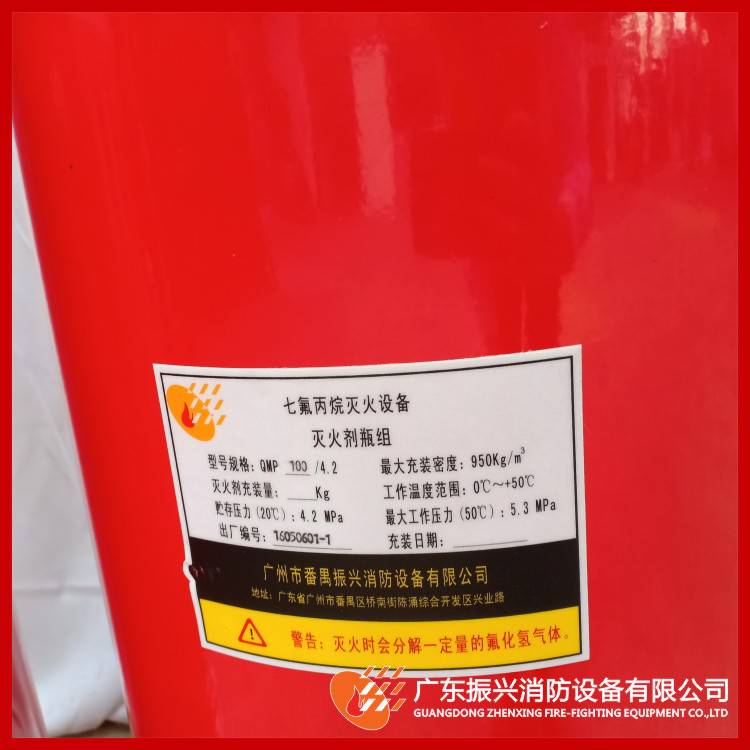 七氟丙烷灭火设备
灭火剂瓶组
型号规格：QMP 100 /4.2 最大充装密度：950Kg/m³
灭火剂充装量：____Kg 工作温度范围：0℃～+50℃
贮存压力(20℃)：4.2 MPa 最大工作压力(50℃)：5.3 MPa
出厂编号：16050601-1 充装日期：________
广州市番禺振兴消防设备有限公司
地址：广东省广州市番禺区桥南街陈涌综合开发区兴业路
警告：灭火时会分解一定量的氟化氢气体。
广东振兴消防设备有限公司
GUANGDONG ZHENXING FIRE-FIGHTING EQUIPMENT CO.,LTD